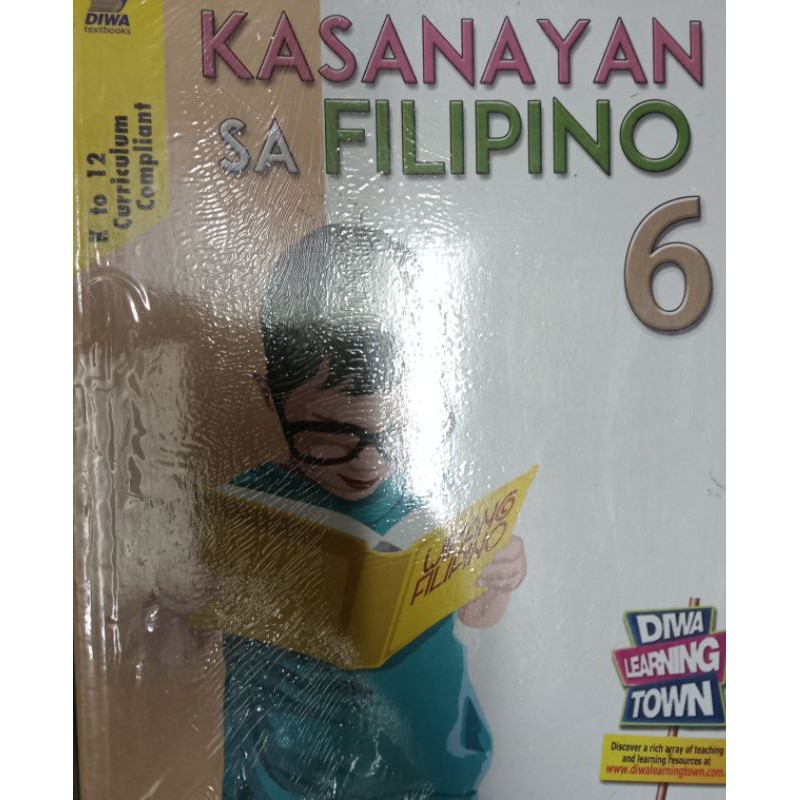 DIWA
textbooks
KASANAYAN
SA FILIPINO
6
K to 12
Curriculum
Compliant
FILIPINO
DIWA
LEARNING
TOWN
Discover a rich array of teaching
and learning resources at
www.diwalearningtown.com